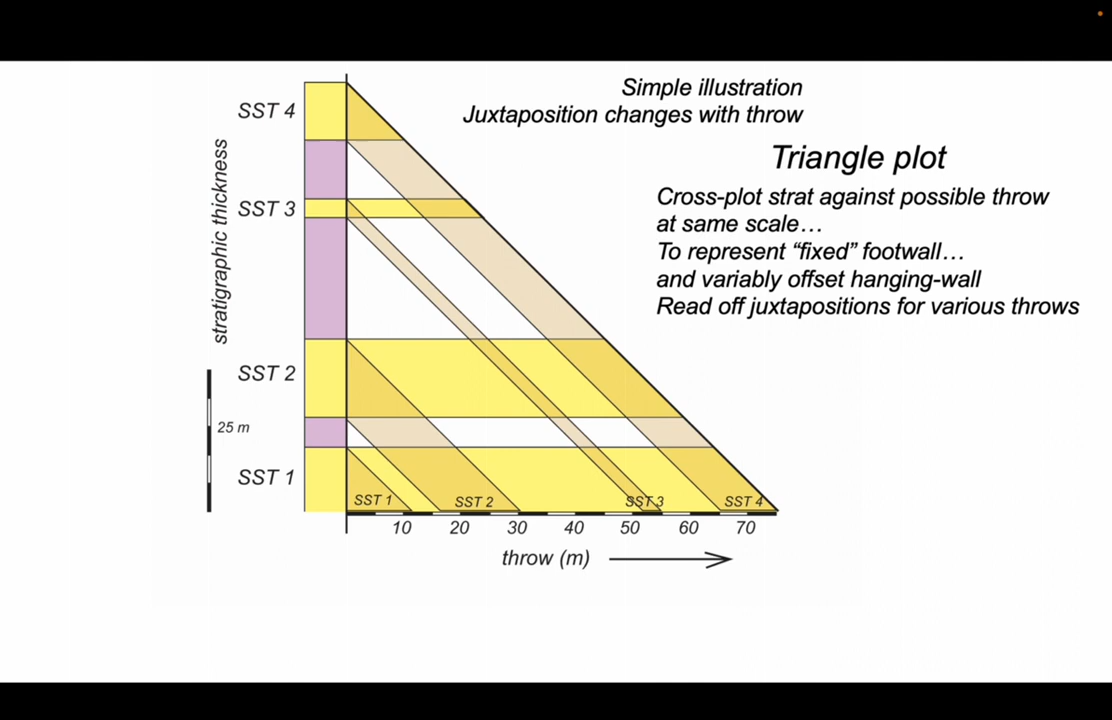 Simple illustration
Juxtaposition changes with throw
Triangle plot
Cross-plot strat against possible throw
at same scale…
To represent “fixed” footwall…
and variably offset hanging-wall
Read off juxtapositions for various throws
stratigraphic thickness
SST 4
SST 3
SST 2
25 m
SST 1
SST 1 SST 2 SST 3 SST 4
10 20 30 40 50 60 70
throw (m)